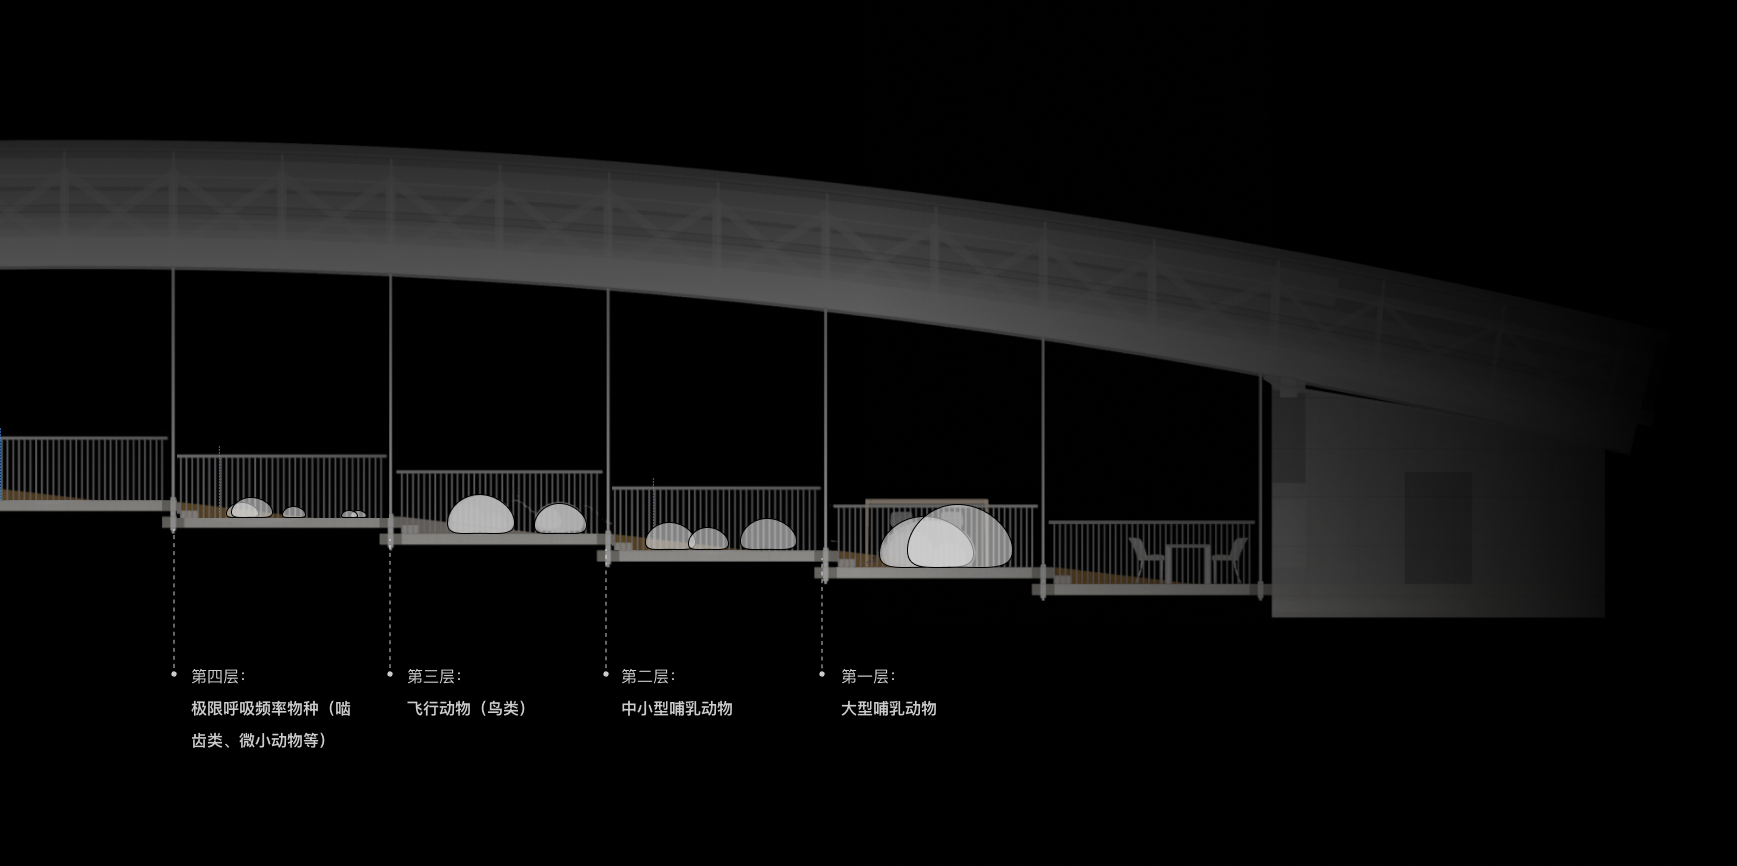 第四层：
极限呼吸频率物种（啮
齿类、微小动物等）
第三层：
飞行动物（鸟类）
第二层：
中小型哺乳动物
第一层：
大型哺乳动物